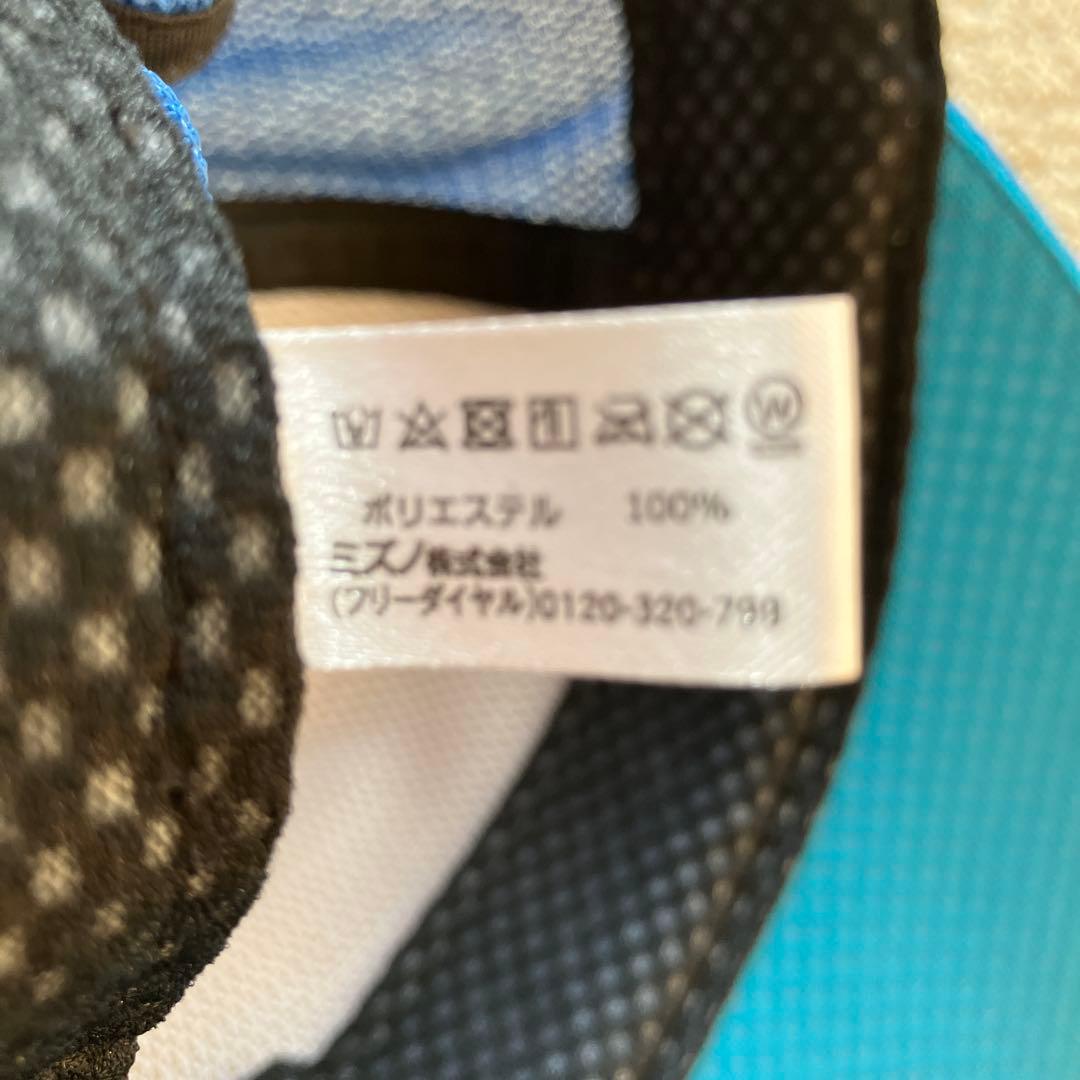 W
ポリエステル 100%
ミズノ株式会社
(フリーダイヤル)0120-320-799